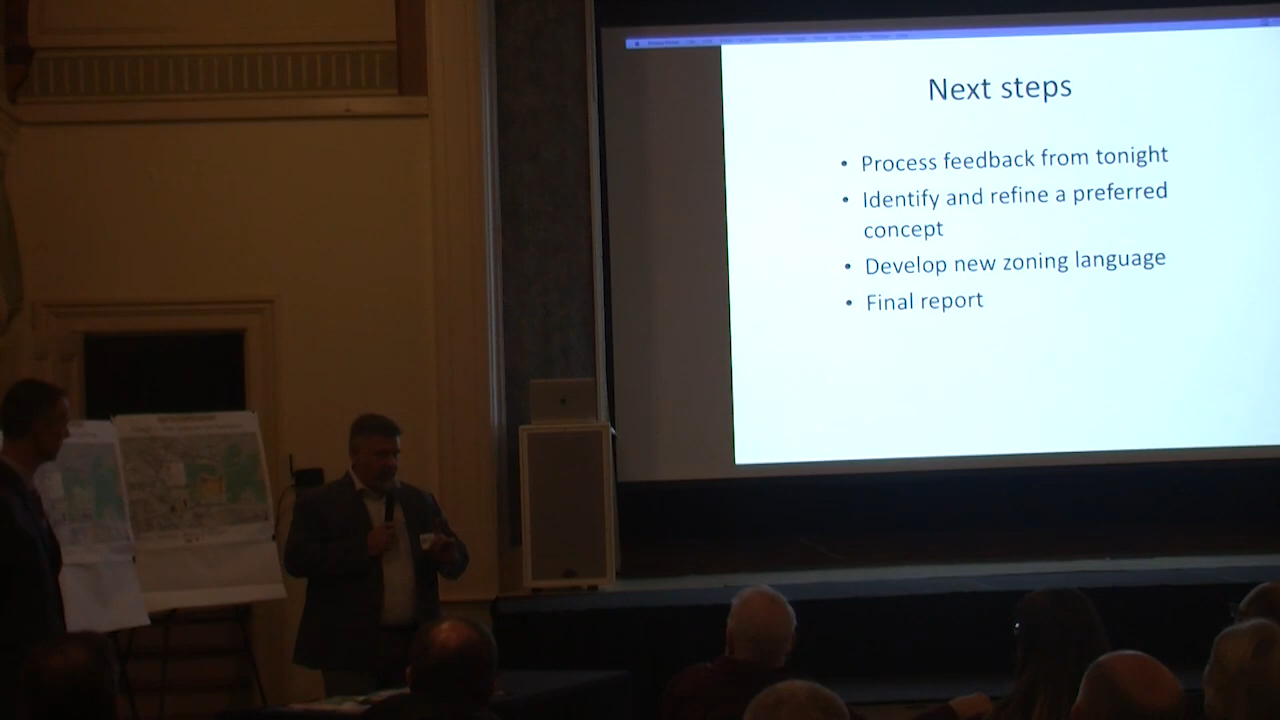 Next steps
• Process feedback from tonight
• Identify and refine a preferred
concept
• Develop new zoning language
• Final report